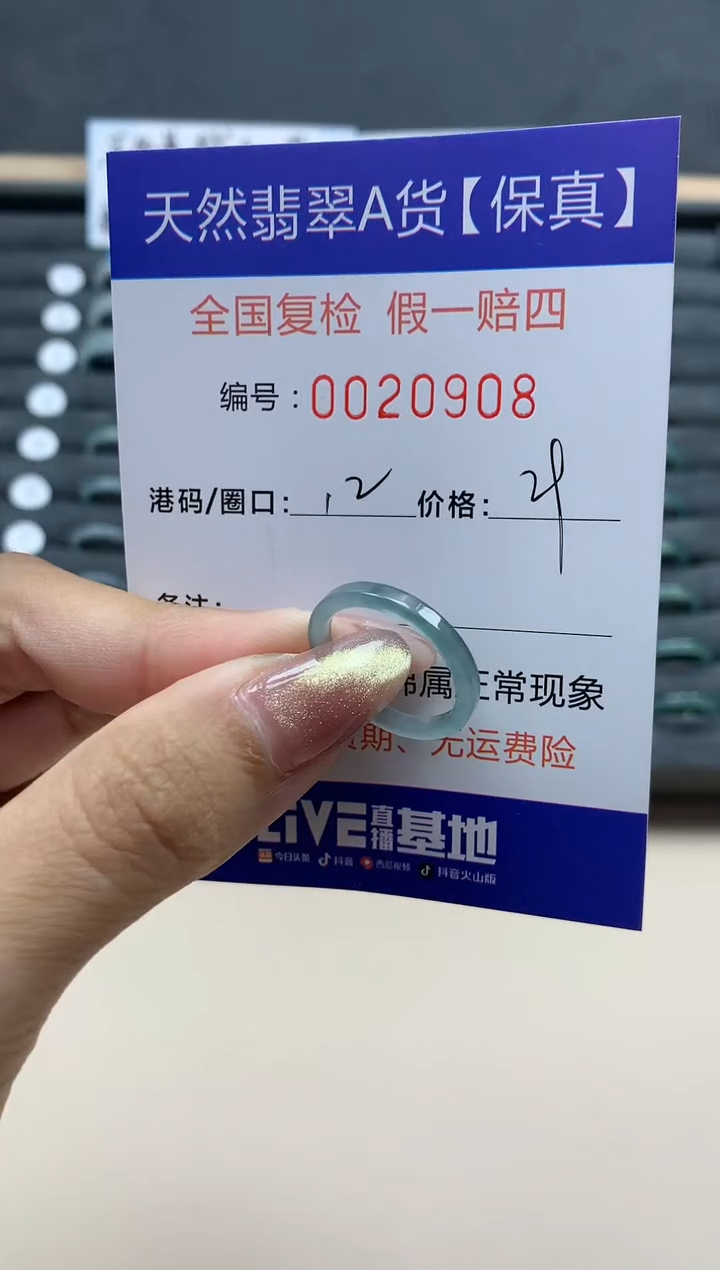 天然翡翠A货【保真】
全国复检 假一赔四
编号：0020908
港码/圈口：12 价格：
备注：
属正常现象
期、无运费险
LIVE直播基地
今日头条 抖音 西瓜视频 抖音火山版